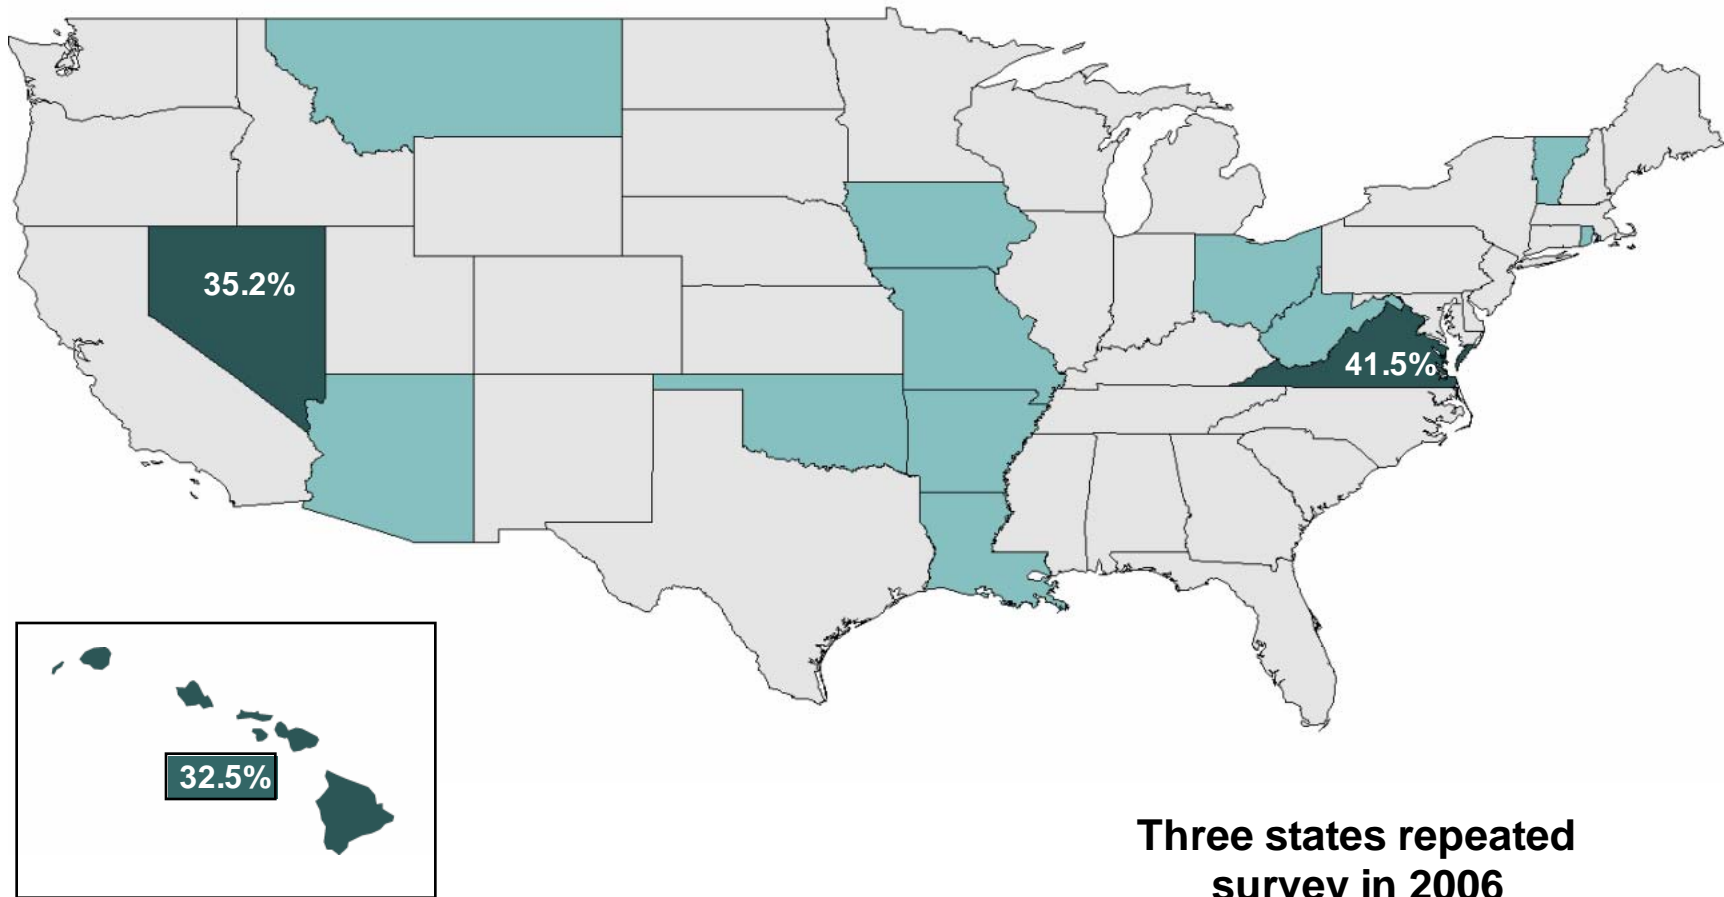 35.2%
41.5%
32.5%
Three states repeated
survey in 2006